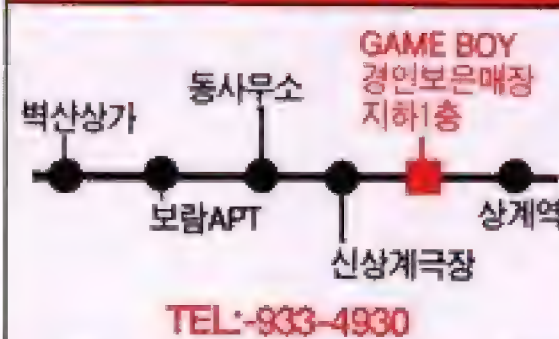 GAME BOY
경인보은매장
지하1층
동사무소
벽산상가
보람APT
상계역
신상계극장
TEL:-933-4930